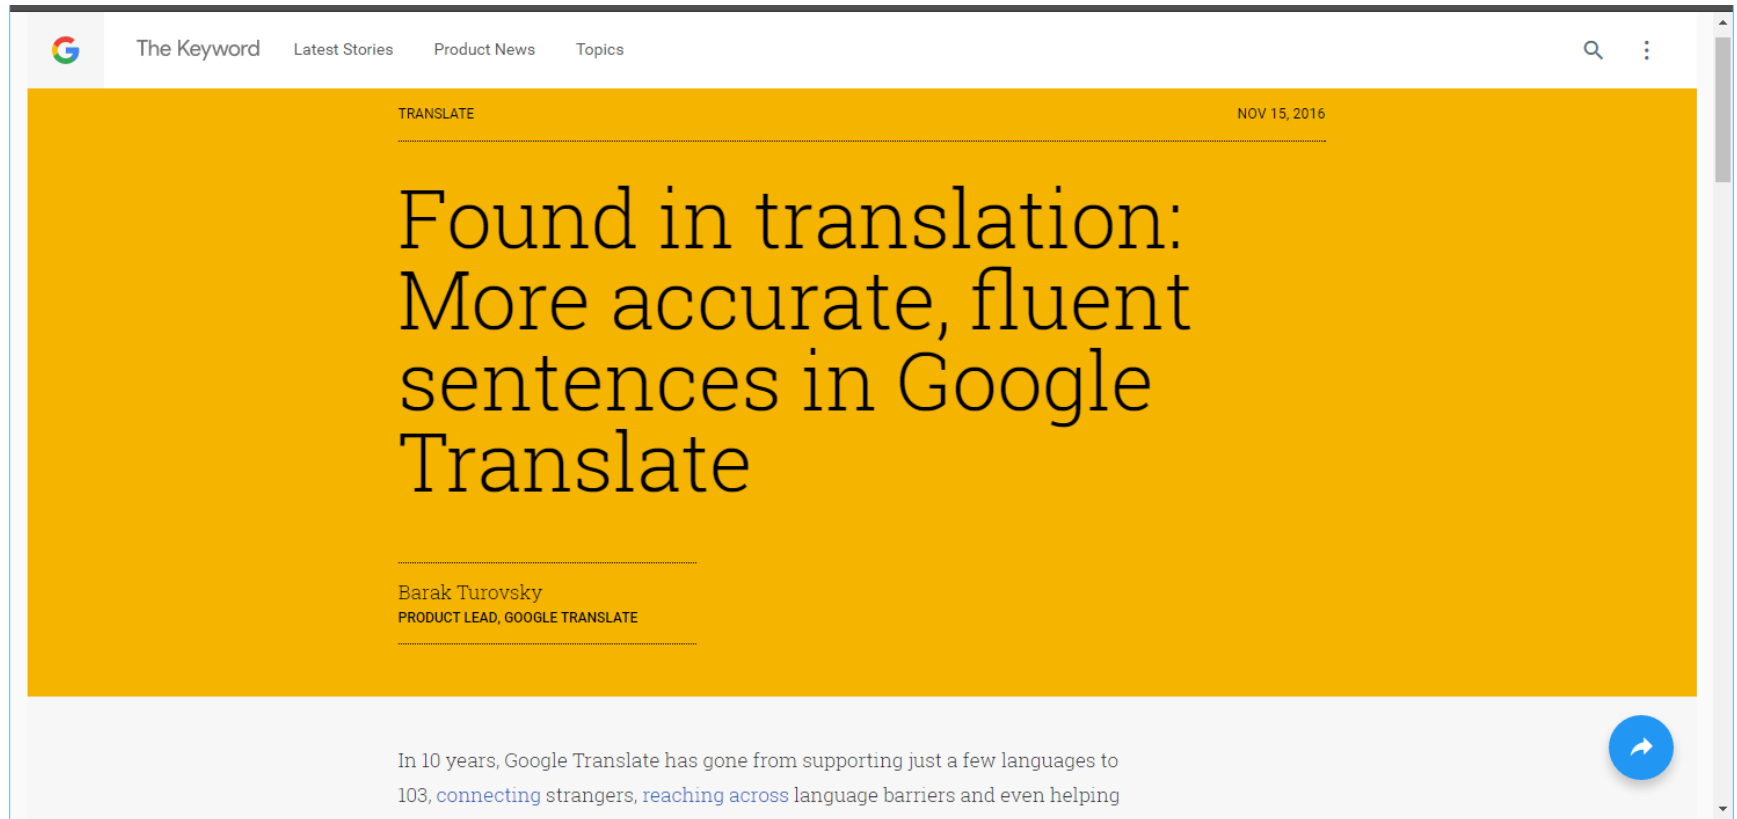 The Keyword Latest Stories Product News Topics
TRANSLATE NOV 15, 2016
Found in translation:
More accurate, fluent
sentences in Google
Translate
Barak Turovsky
PRODUCT LEAD, GOOGLE TRANSLATE
In 10 years, Google Translate has gone from supporting just a few languages to
103, connecting strangers, reaching across language barriers and even helping